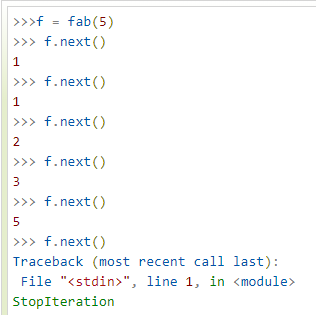 >>>f = fab(5)
>>> f.next()
1
>>> f.next()
1
>>> f.next()
2
>>> f.next()
3
>>> f.next()
5
>>> f.next()
Traceback (most recent call last):
 File "<stdin>", line 1, in <module>
StopIteration